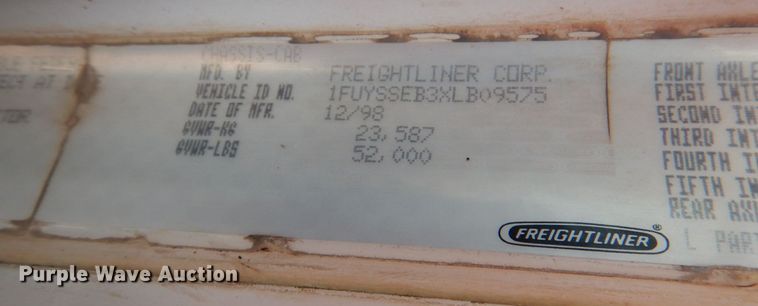 CHASSIS-CAB
MFD. BY FREIGHTLINER CORP.
VEHICLE ID NO. 1FUYSSEB3XLB09575
DATE OF MFR. 12/98
GVWR-KG 23,587
GVWR-LBS 52,000
FRONT AXLE
FIRST INTE
SECOND INT
THIRD INT
FOURTH I
FIFTH IN
REAR AX
L PAR
FREIGHTLINER®
Purple Wave Auction